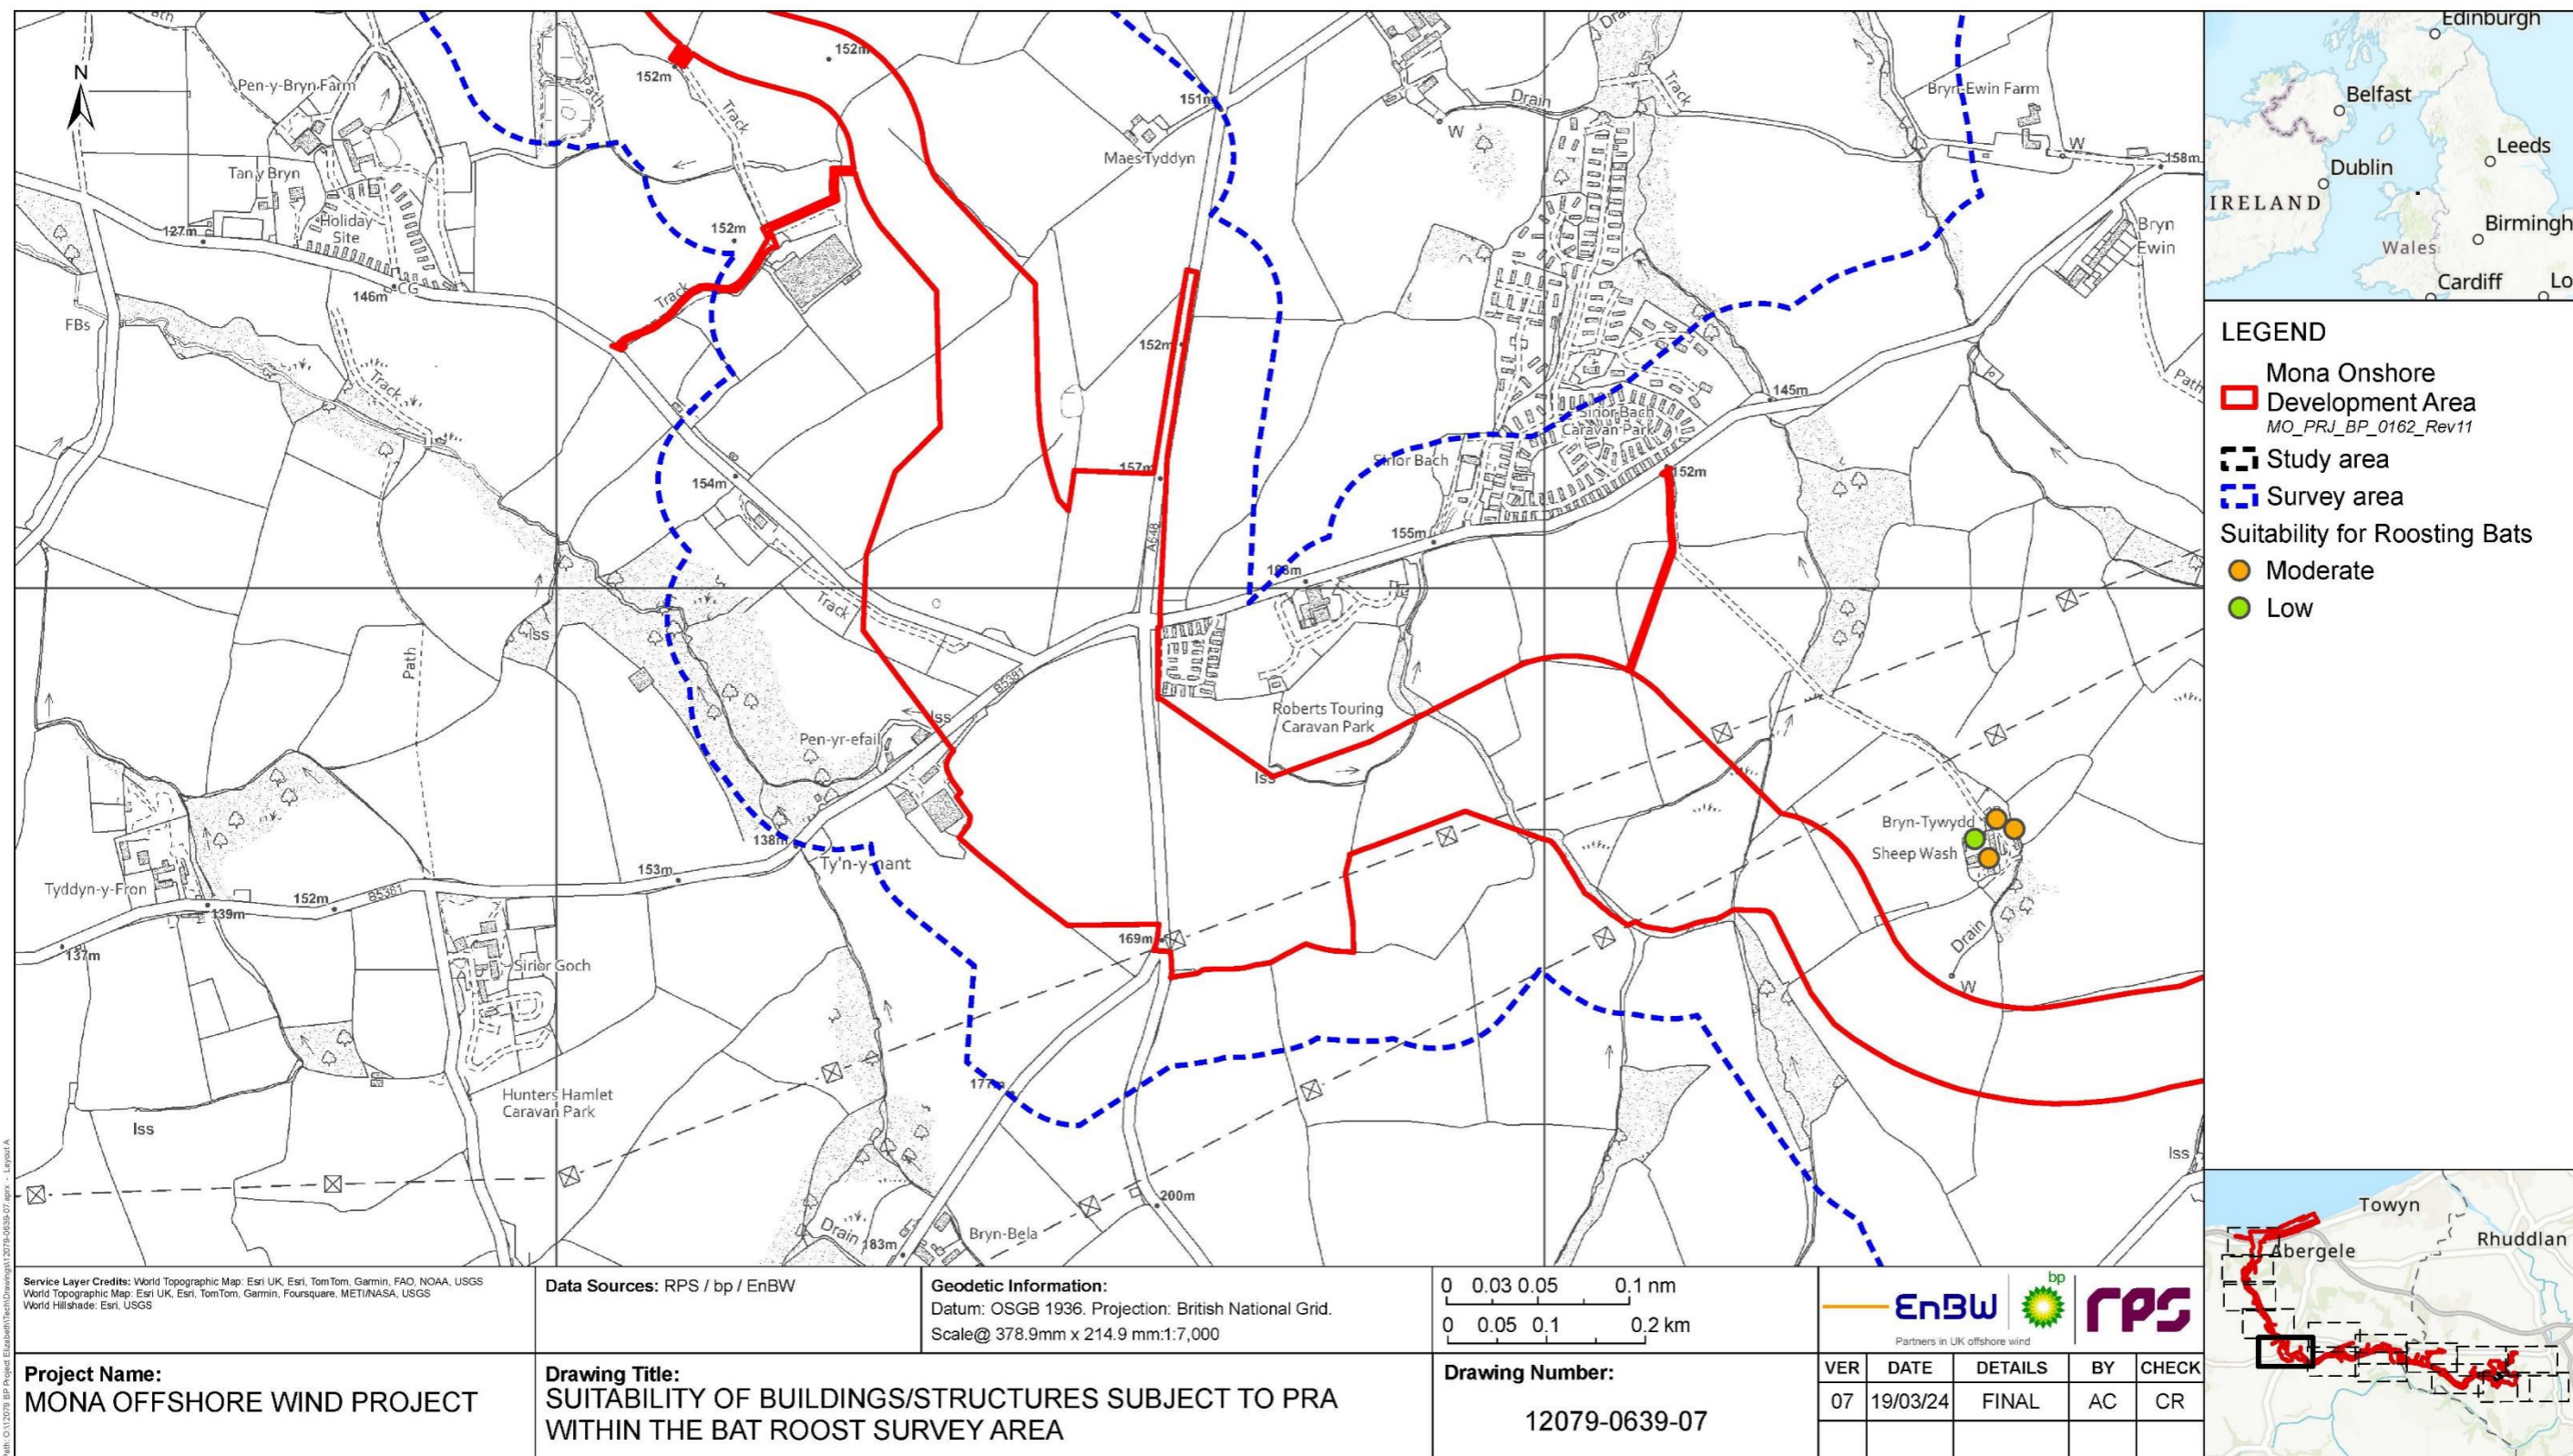 N
Path
Pen-y-Bryn Farm
Path
152m
152m
Track
151m
Drain
Track
W
Maes Tyddyn
Bryn-Ewin Farm
W
158m
Tan y Bryn
Holiday
Site
127m
152m
Bryn
Ewin
146m
CG
Track
FBs
152m
Track
Path
145m
Sirior Bach
Caravan Park
Sirior Bach
157m
154m
152m
A548
155m
Track
Iss
Path
B5381
Iss
Pen-yr-efail
Roberts Touring
Caravan Park
Iss
Bryn-Tywydd
Sheep Wash
138m
Ty'n-y-nant
153m
Tyddyn-y-Fron
152m
B5381
139m
137m
169m
Sirior Goch
Drain
W
177m
Hunters Hamlet
Caravan Park
Iss
Iss
200m
Drain
183m
Bryn-Bela
Edinburgh
Belfast
Leeds
Dublin
IRELAND
Birmingh
Wales
Cardiff
Lo
LEGEND
Mona Onshore
Development Area
MO_PRJ_BP_0162_Rev11
Study area
Survey area
Suitability for Roosting Bats
Moderate
Low
Towyn
Rhuddlan
Abergele
Service Layer Credits: World Topographic Map: Esri UK, Esri, TomTom, Garmin, FAO, NOAA, USGS
World Topographic Map: Esri UK, Esri, TomTom, Garmin, Foursquare, METI/NASA, USGS
World Hillshade: Esri, USGS
Data Sources: RPS / bp / EnBW
Geodetic Information:
Datum: OSGB 1936. Projection: British National Grid.
Scale@ 378.9mm x 214.9 mm:1:7,000
0 0.03 0.05 0.1 nm
0 0.05 0.1 0.2 km
EnBW
bp
rps
Partners in UK offshore wind
Project Name:
MONA OFFSHORE WIND PROJECT
Drawing Title:
SUITABILITY OF BUILDINGS/STRUCTURES SUBJECT TO PRA
WITHIN THE BAT ROOST SURVEY AREA
Drawing Number:
12079-0639-07
VER DATE DETAILS BY CHECK
07 19/03/24 FINAL AC CR